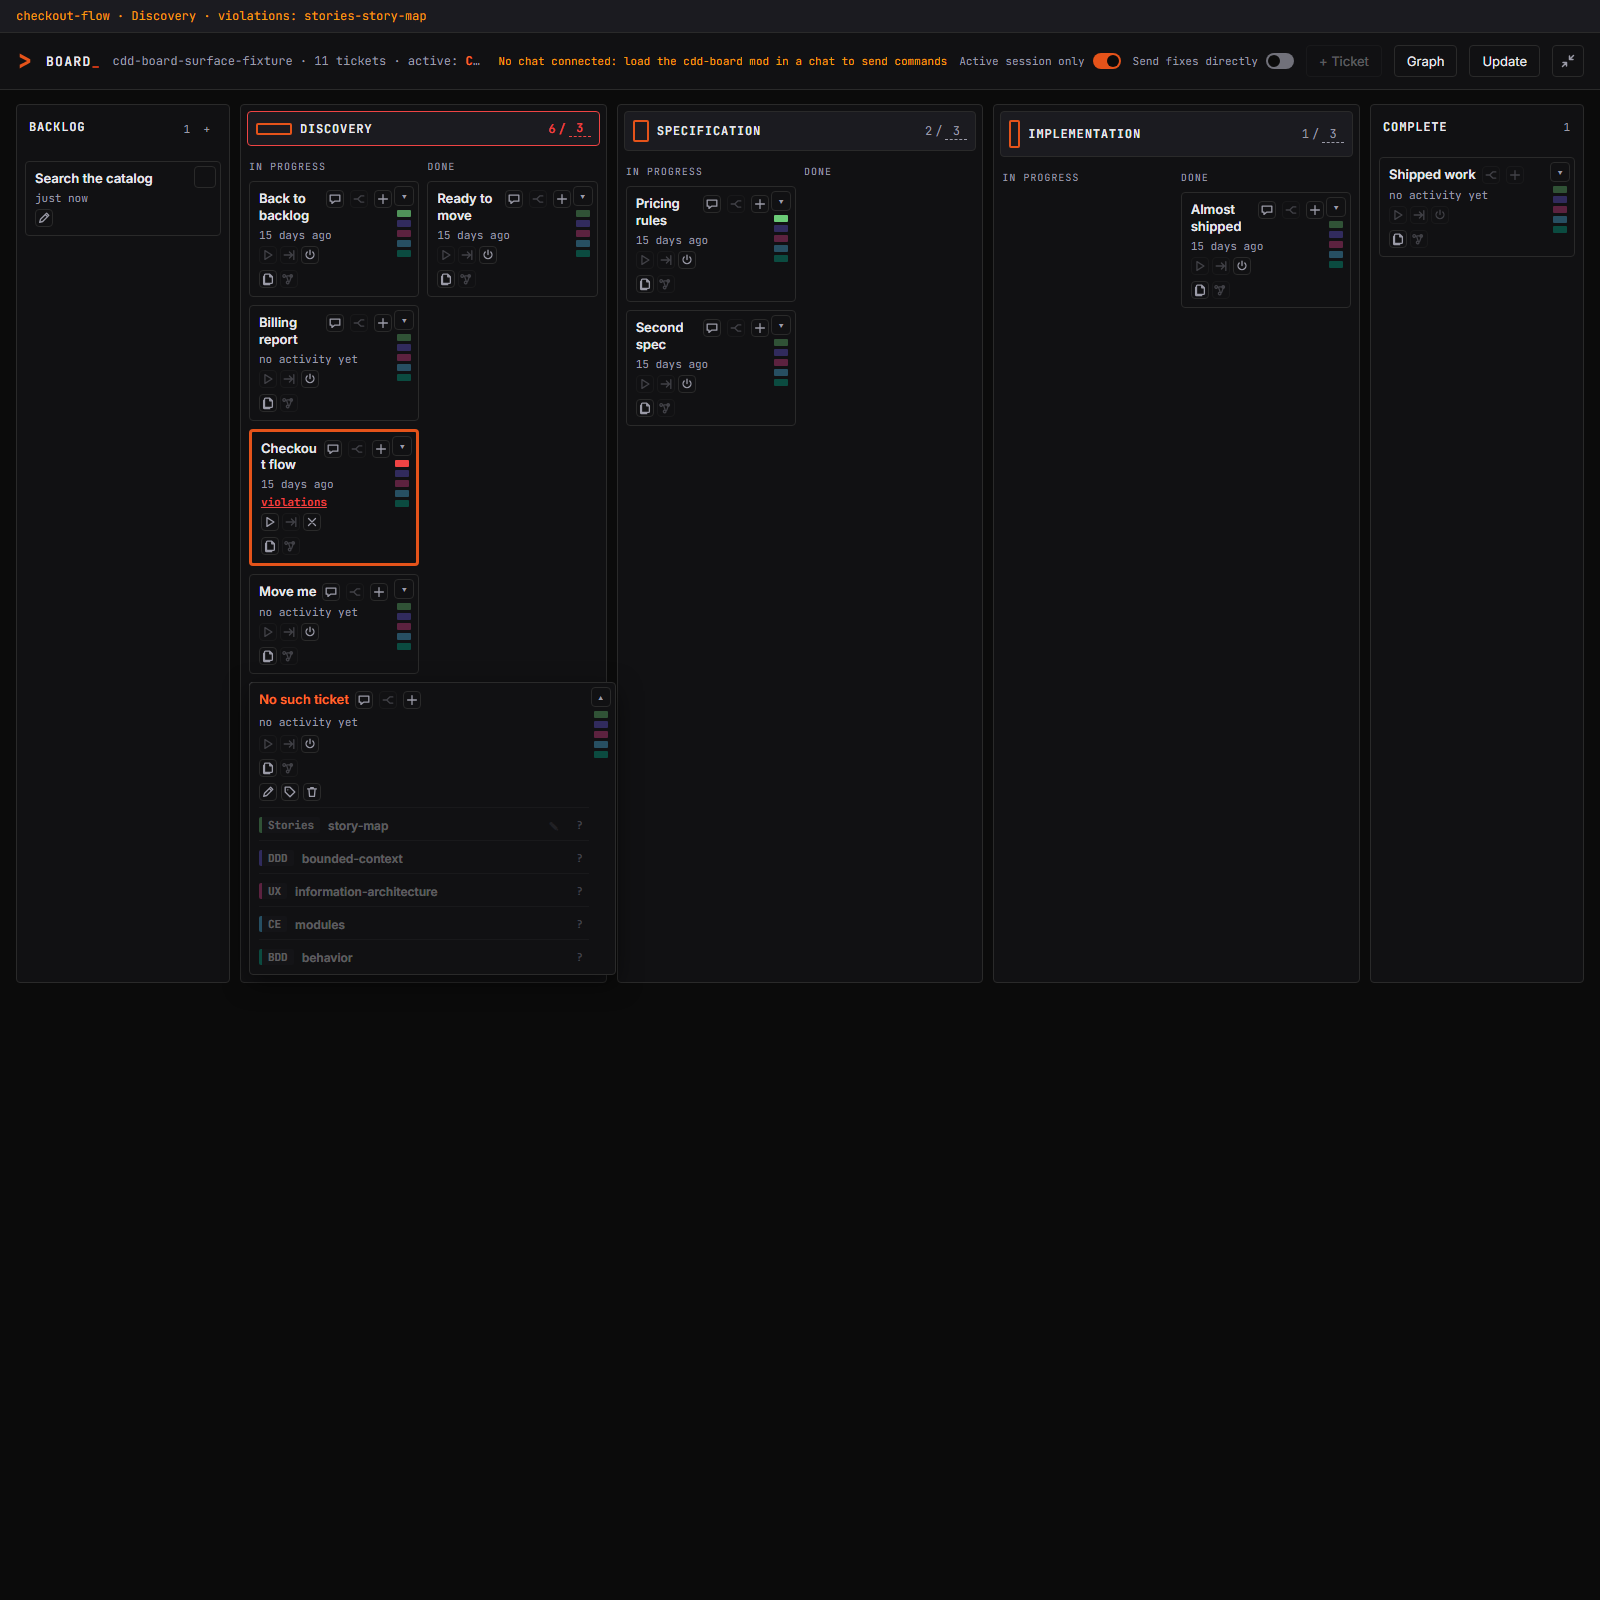 checkout-flow · Discovery · violations: stories-story-map
BOARD_ cdd-board-surface-fixture · 11 tickets · active: C… No chat connected: load the cdd-board mod in a chat to send commands Active session only Send fixes directly + Ticket Graph Update
BACKLOG 1 +
Search the catalog
just now
DISCOVERY 6 / 3
IN PROGRESS DONE
Back to
backlog
15 days ago
Billing
report
no activity yet
Checkou
t flow
15 days ago
violations
Move me
no activity yet
No such ticket
no activity yet
Stories story-map ?
DDD bounded-context ?
UX information-architecture ?
CE modules ?
BDD behavior ?
Ready to
move
15 days ago
SPECIFICATION 2 / 3
IN PROGRESS DONE
Pricing
rules
15 days ago
Second
spec
15 days ago
IMPLEMENTATION 1 / 3
IN PROGRESS DONE
Almost
shipped
15 days ago
COMPLETE 1
Shipped work
no activity yet